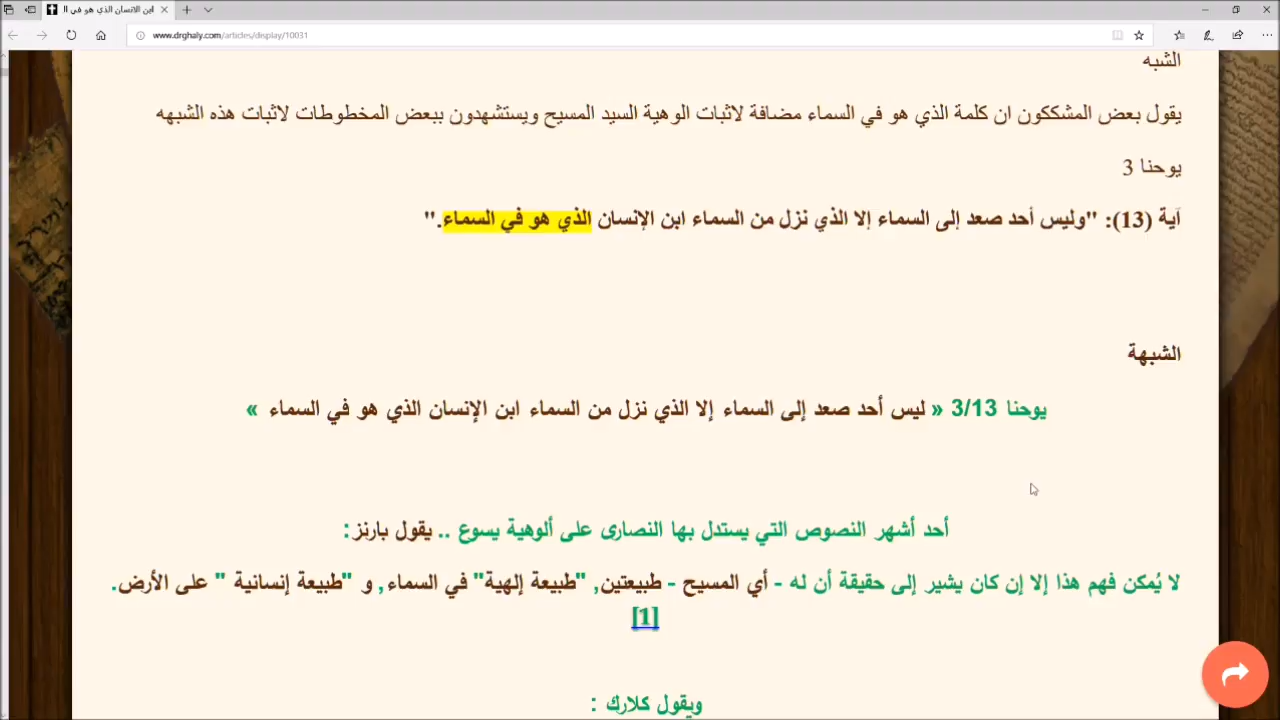 ابن الانسان الذي هو في ال
www.drghaly.com/articles/display/10031
الشبه
يقول بعض المشككون ان كلمة الذي هو في السماء مضافة لاثبات الوهية السيد المسيح ويستشهدون ببعض المخطوطات لاثبات هذه الشبهه
يوحنا 3
آية (13): "وليس أحد صعد إلى السماء إلا الذي نزل من السماء ابن الإنسان الذي هو في السماء."
الشبهة
يوحنا 3/13 « ليس أحد صعد إلى السماء إلا الذي نزل من السماء ابن الإنسان الذي هو في السماء »
أحد أشهر النصوص التي يستدل بها النصارى على ألوهية يسوع .. يقول بارنز:
لا يُمكن فهم هذا إلا إن كان يشير إلى حقيقة أن له - أي المسيح - طبيعتين, "طبيعة إلهية" في السماء, و "طبيعة إنسانية " على الأرض.
[1]
ويقول كلارك :